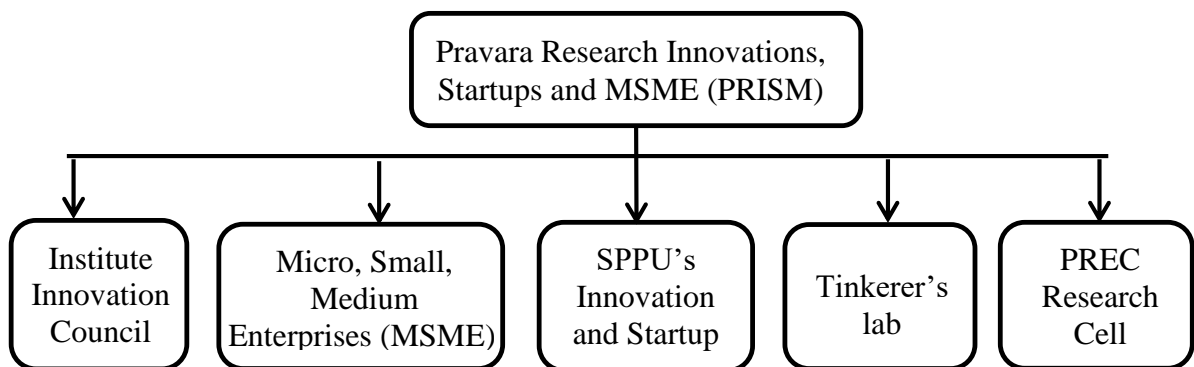 Pravara Research Innovations,
Startups and MSME (PRISM)
Institute
Innovation
Council
Micro, Small,
Medium
Enterprises (MSME)
SPPU’s
Innovation
and Startup
Tinkerer’s
lab
PREC
Research
Cell